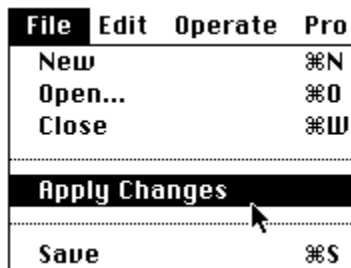 File Edit Operate Pro
New ⌘N
Open... ⌘O
Close ⌘W
Apply Changes
Save ⌘S